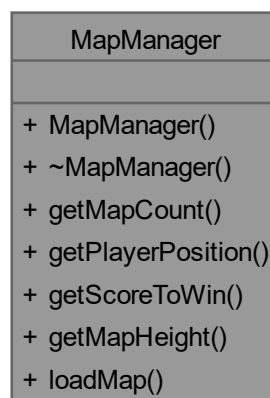 MapManager
+ MapManager()
+ ~MapManager()
+ getMapCount()
+ getPlayerPosition()
+ getScoreToWin()
+ getMapHeight()
+ loadMap()